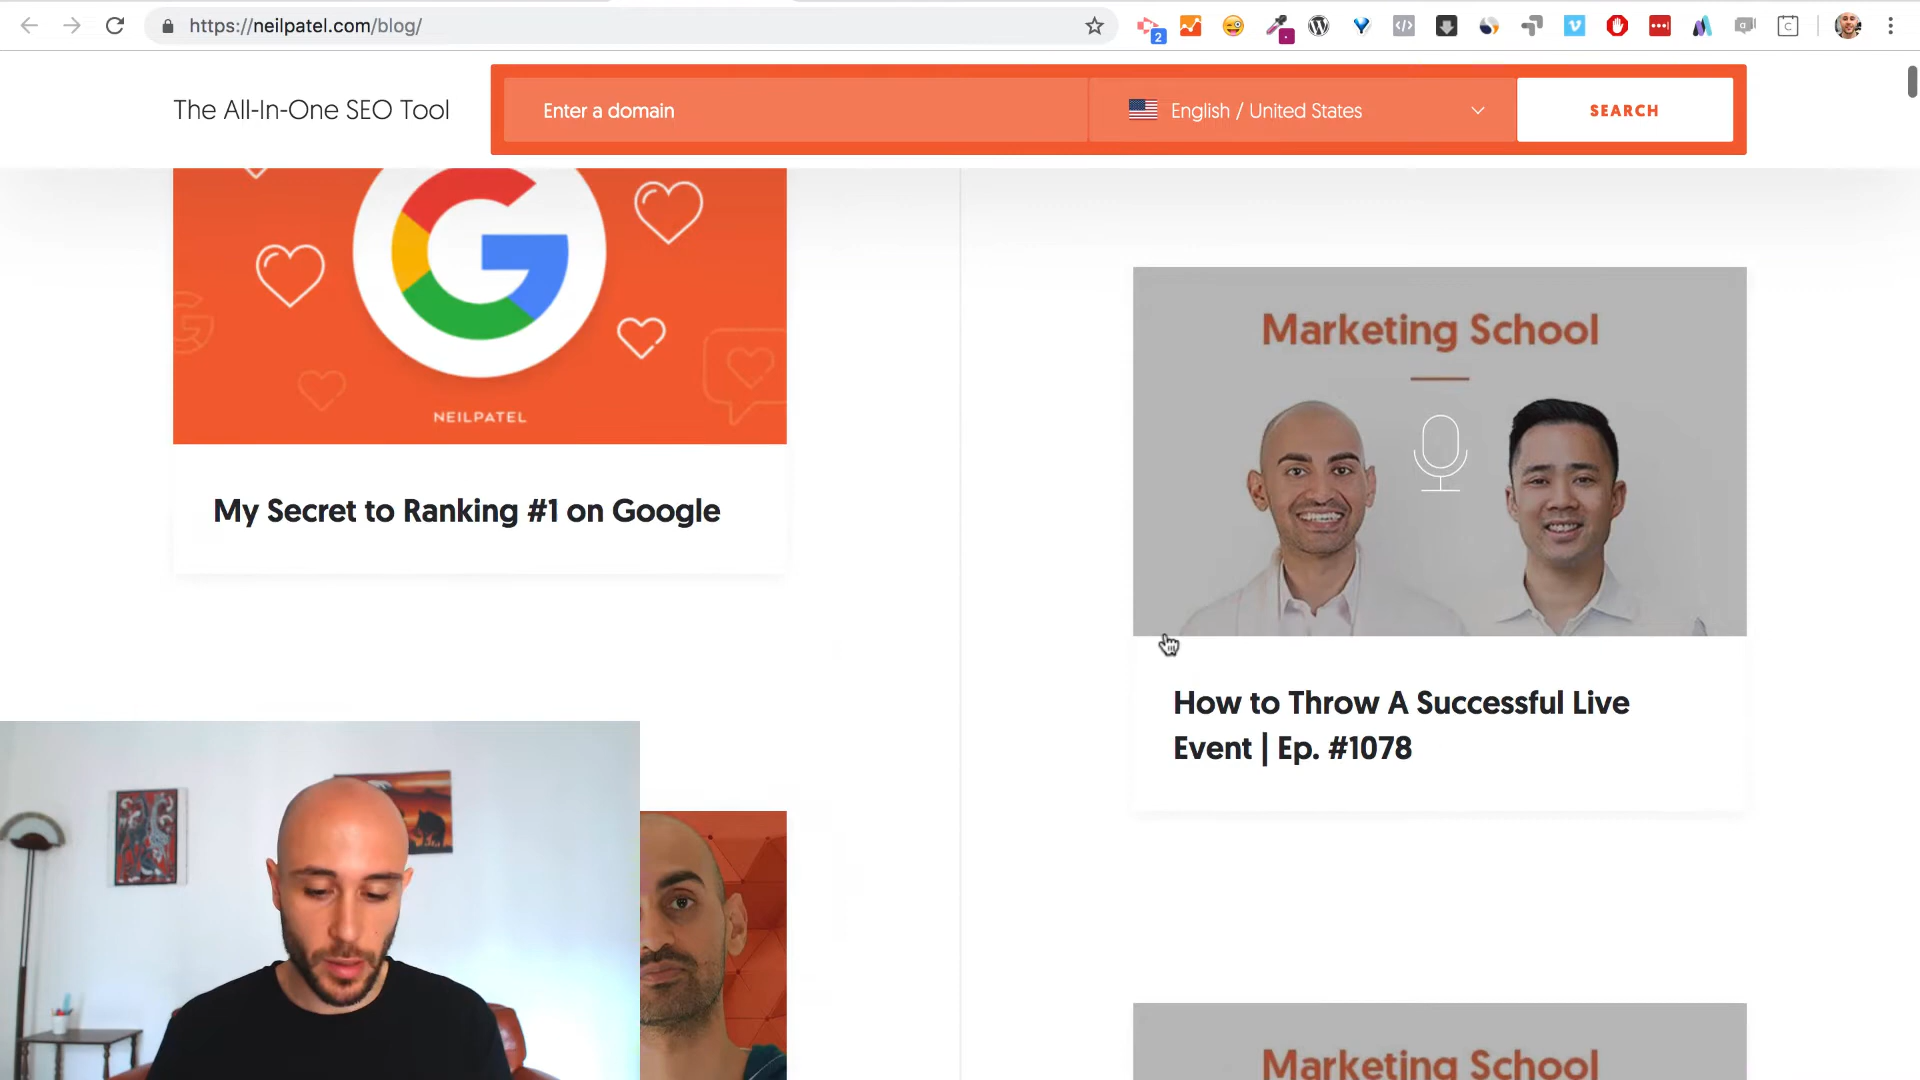 https://neilpatel.com/blog/
2
The All-In-One SEO Tool
Enter a domain
English / United States
SEARCH
NEILPATEL
My Secret to Ranking #1 on Google
Marketing School
How to Throw A Successful Live
Event | Ep. #1078
Marketing School